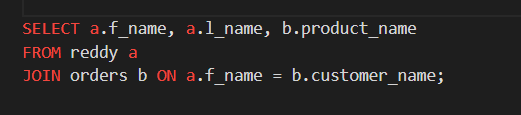 SELECT a.f_name, a.l_name, b.product_name
FROM reddy a
JOIN orders b ON a.f_name = b.customer_name;